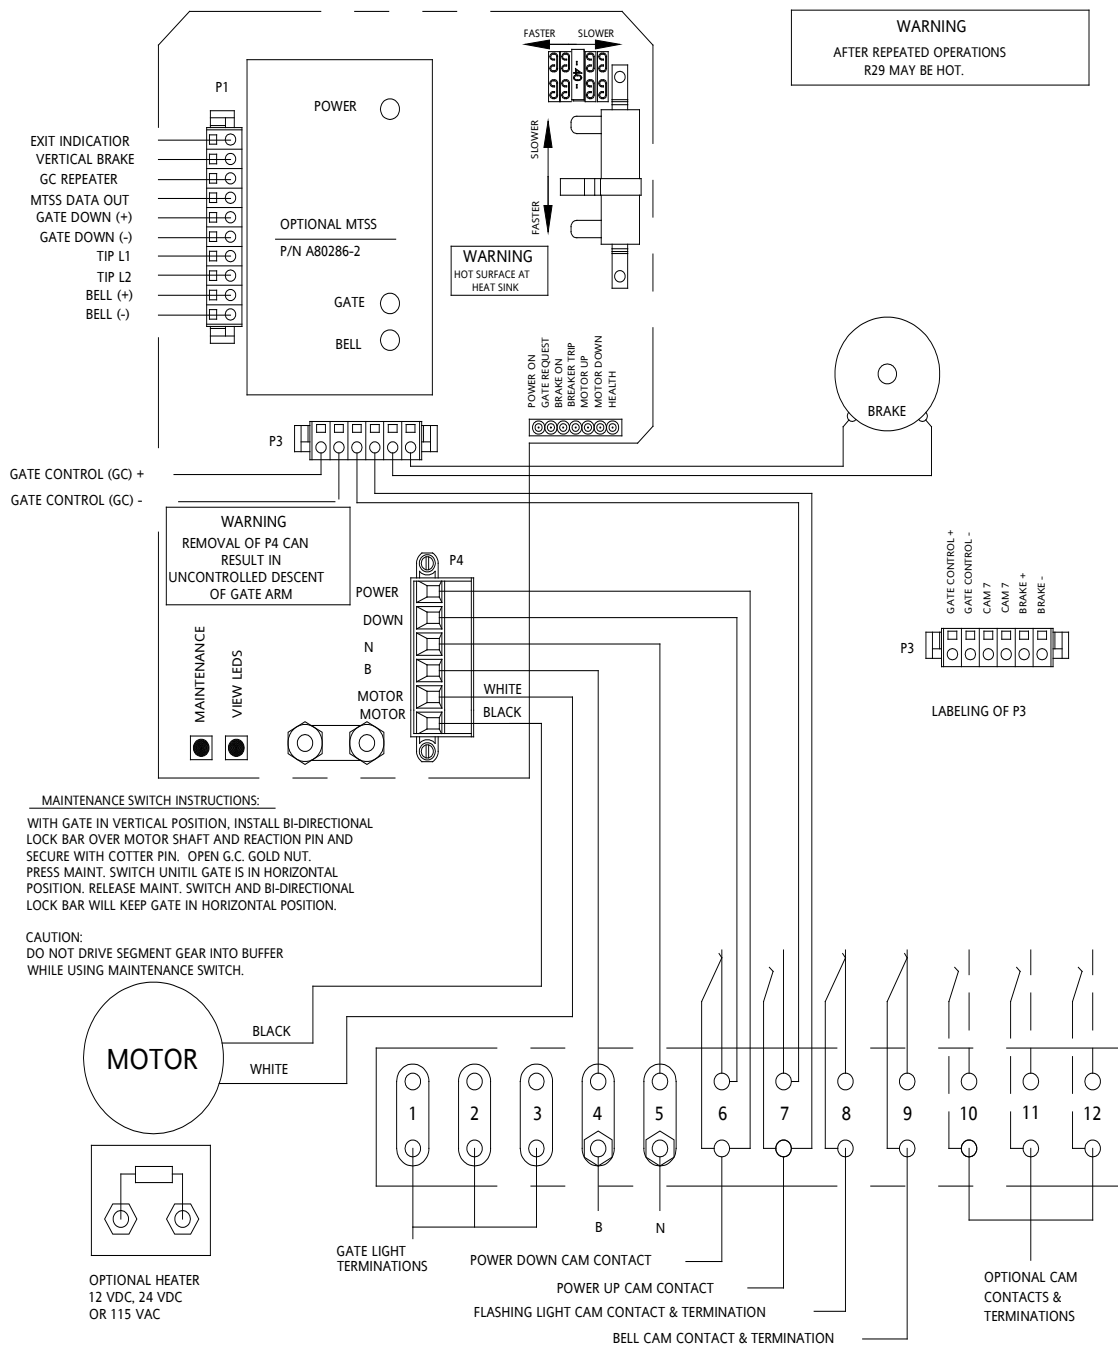 FASTER
SLOWER
- 40 -
WARNING
AFTER REPEATED OPERATIONS
R29 MAY BE HOT.
P1
POWER
EXIT INDICATIOR
VERTICAL BRAKE
GC REPEATER
MTSS DATA OUT
GATE DOWN (+)
GATE DOWN (-)
TIP L1
TIP L2
BELL (+)
BELL (-)
OPTIONAL MTSS
P/N A80286-2
GATE
BELL
SLOWER
FASTER
WARNING
HOT SURFACE AT
HEAT SINK
POWER ON
GATE REQUEST
BRAKE ON
BREAKER TRIP
MOTOR UP
MOTOR DOWN
HEALTH
BRAKE
P3
GATE CONTROL (GC) +
GATE CONTROL (GC) -
WARNING
REMOVAL OF P4 CAN
RESULT IN
UNCONTROLLED DESCENT
OF GATE ARM
P4
POWER
DOWN
N
B
MOTOR
MOTOR
WHITE
BLACK
MAINTENANCE
VIEW LEDS
GATE CONTROL +
GATE CONTROL -
CAM 7
CAM 7
BRAKE +
BRAKE -
P3
LABELING OF P3
MAINTENANCE SWITCH INSTRUCTIONS:
WITH GATE IN VERTICAL POSITION, INSTALL BI-DIRECTIONAL
LOCK BAR OVER MOTOR SHAFT AND REACTION PIN AND
SECURE WITH COTTER PIN. OPEN G.C. GOLD NUT.
PRESS MAINT. SWITCH UNITIL GATE IS IN HORIZONTAL
POSITION. RELEASE MAINT. SWITCH AND BI-DIRECTIONAL
LOCK BAR WILL KEEP GATE IN HORIZONTAL POSITION.
CAUTION:
DO NOT DRIVE SEGMENT GEAR INTO BUFFER
WHILE USING MAINTENANCE SWITCH.
MOTOR
BLACK
WHITE
1
2
3
4
5
6
7
8
9
10
11
12
B
N
GATE LIGHT
TERMINATIONS
POWER DOWN CAM CONTACT
POWER UP CAM CONTACT
FLASHING LIGHT CAM CONTACT & TERMINATION
BELL CAM CONTACT & TERMINATION
OPTIONAL CAM
CONTACTS &
TERMINATIONS
OPTIONAL HEATER
12 VDC, 24 VDC
OR 115 VAC